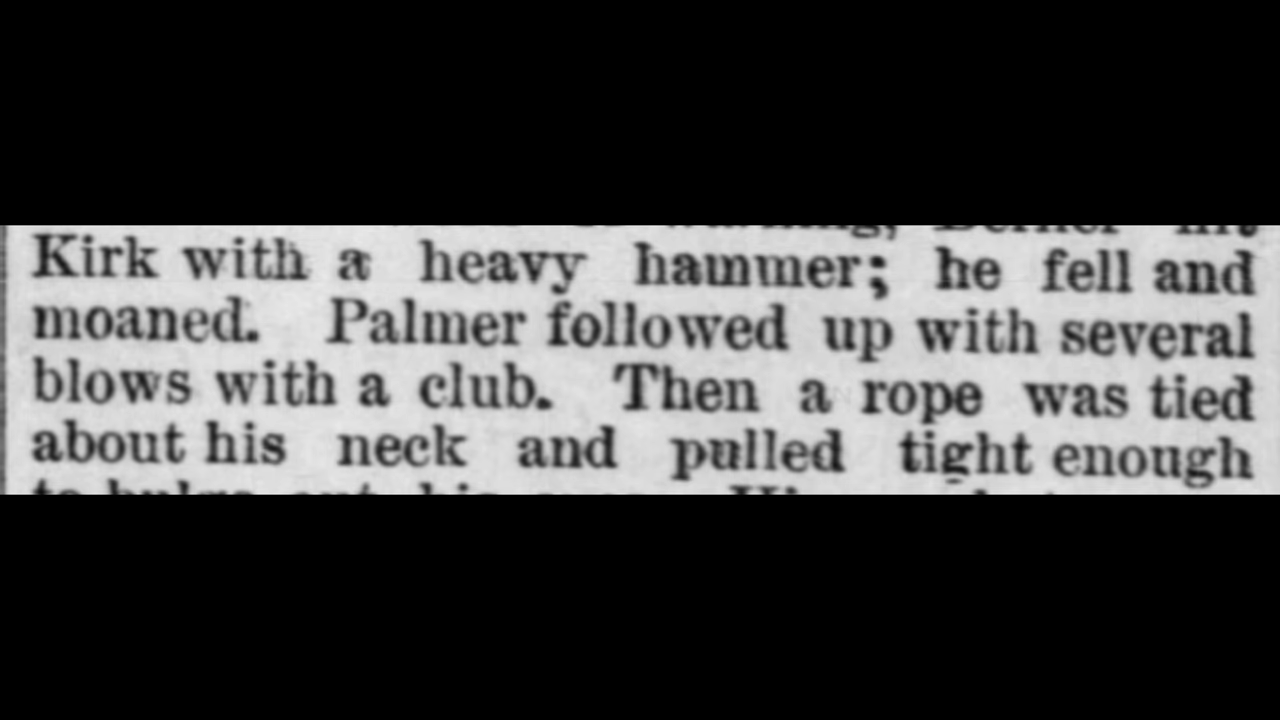 Kirk with a heavy hammer; he fell and
moaned. Palmer followed up with several
blows with a club. Then a rope was tied
about his neck and pulled tight enough